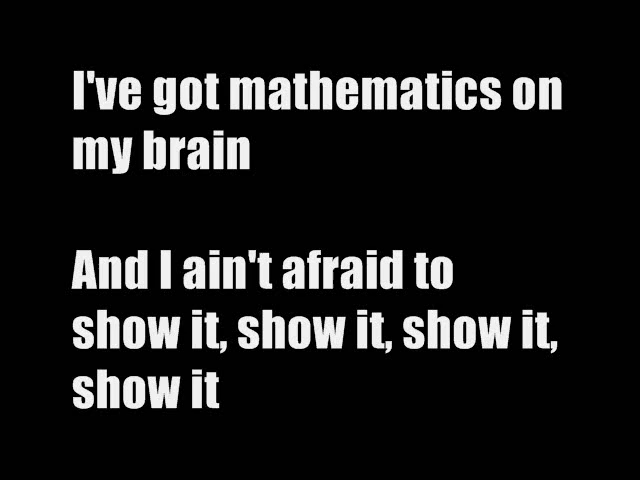 I've got mathematics on
my brain
And I ain't afraid to
show it, show it, show it,
show it